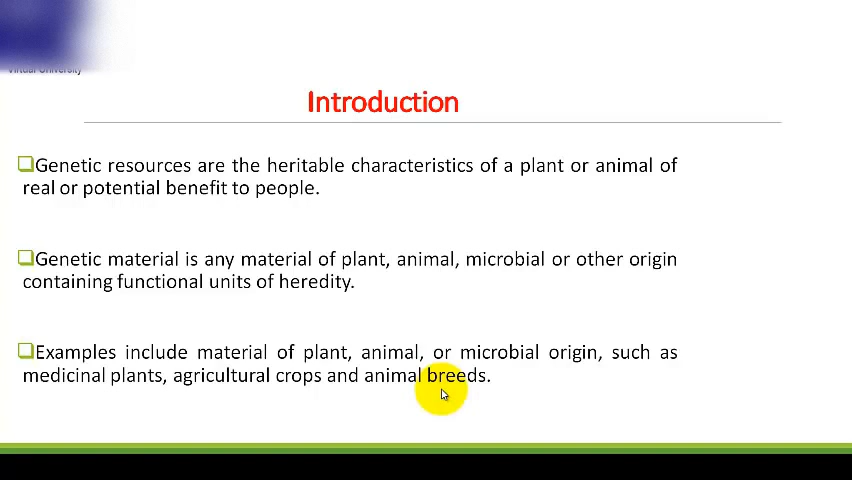 Virtual University
Introduction
Genetic resources are the heritable characteristics of a plant or animal of
real or potential benefit to people.
Genetic material is any material of plant, animal, microbial or other origin
containing functional units of heredity.
Examples include material of plant, animal, or microbial origin, such as
medicinal plants, agricultural crops and animal breeds.